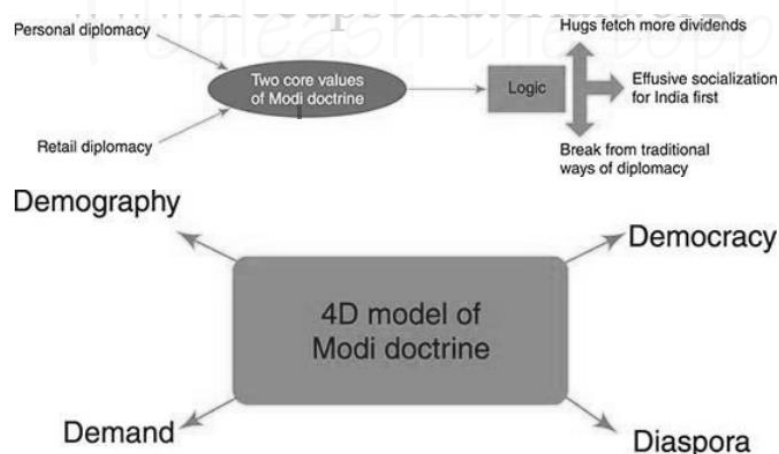 Personal diplomacy
Retail diplomacy
Two core values
of Modi doctrine
Logic
Hugs fetch more dividends
Effusive socialization
for India first
Break from traditional
ways of diplomacy
Demography
Democracy
4D model of
Modi doctrine
Demand
Diaspora